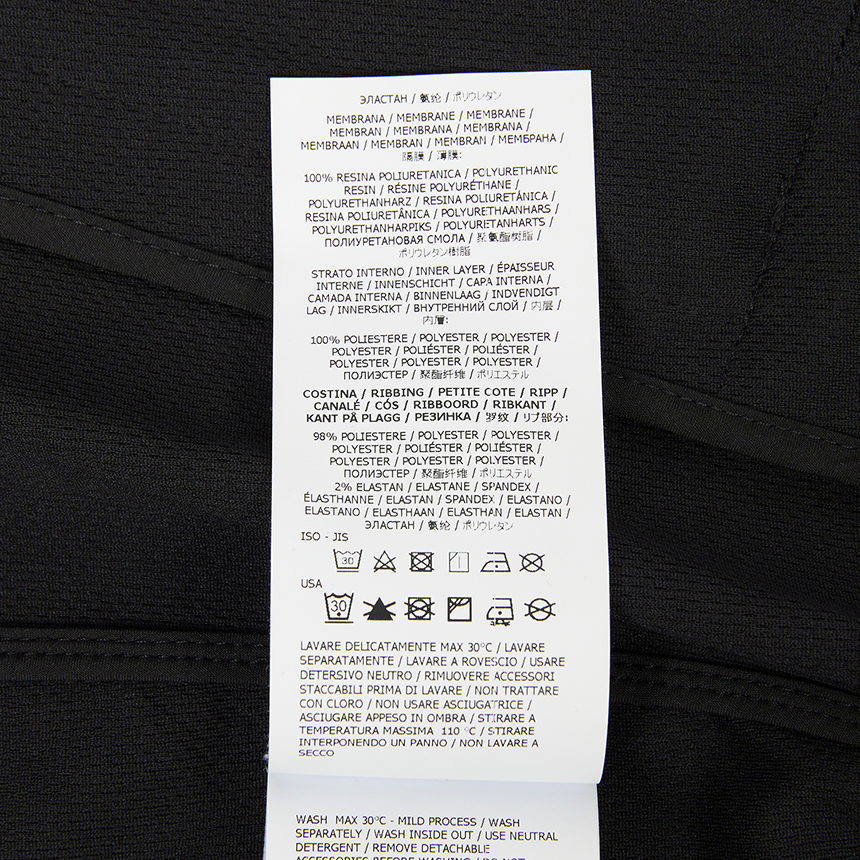 ЭЛАСТАН / 氨纶 / ポリウレタン
MEMBRANA / MEMBRANE / MEMBRANE /
MEMBRAN / MEMBRANA / MEMBRANA /
MEMBRAAN / MEMBRAN / MEMBRAN / МЕМБРАНА /
隔膜 / 薄膜:
100% RESINA POLIURETANICA / POLYURETHANIC
RESIN / RÉSINE POLYURÉTHANE /
POLYURETHANHARZ / RESINA POLIURETÁNICA /
RESINA POLIURETÂNICA / POLYURETHAANHARS /
POLYURETHANHARPIKS / POLYURETANHARTS /
ПОЛИУРЕТАНОВАЯ СМОЛА / 聚氨酯树脂 /
ポリウレタン樹脂
STRATO INTERNO / INNER LAYER / ÉPAISSEUR
INTERNE / INNENSCHICHT / CAPA INTERNA /
CAMADA INTERNA / BINNENLAAG / INDVENDIGT
LAG / INNERSKIKT / ВНУТРЕННИЙ СЛОЙ / 内层 /
内層:
100% POLIESTERE / POLYESTER / POLYESTER /
POLYESTER / POLIÉSTER / POLIÉSTER /
POLYESTER / POLYESTER / POLYESTER /
ПОЛИЭСТЕР / 聚酯纤维 / ポリエステル
COSTINA / RIBBING / PETITE COTE / RIPP /
CANALÉ / CÓS / RIBBOORD / RIBKANT /
KANT PÅ PLAGG / РЕЗИНКА / 罗纹 / リブ部分:
98% POLIESTERE / POLYESTER / POLYESTER /
POLYESTER / POLIÉSTER / POLIÉSTER /
POLYESTER / POLYESTER / POLYESTER /
ПОЛИЭСТЕР / 聚酯纤维 / ポリエステル
2% ELASTAN / ELASTANE / SPANDEX /
ÉLASTHANNE / ELASTAN / SPANDEX / ELASTANO /
ELASTANO / ELASTHAAN / ELASTHAN / ELASTAN /
ЭЛАСТАН / 氨纶 / ポリウレタン
ISO - JIS
30
USA
30
LAVARE DELICATAMENTE MAX 30°C / LAVARE
SEPARATAMENTE / LAVARE A ROVESCIO / USARE
DETERSIVO NEUTRO / RIMUOVERE ACCESSORI
STACCABILI PRIMA DI LAVARE / NON TRATTARE
CON CLORO / NON USARE ASCIUGATRICE /
ASCIUGARE APPESO IN OMBRA / STIRARE A
TEMPERATURA MASSIMA 110 °C / STIRARE
INTERPONENDO UN PANNO / NON LAVARE A
SECCO
WASH MAX 30°C - MILD PROCESS / WASH
SEPARATELY / WASH INSIDE OUT / USE NEUTRAL
DETERGENT / REMOVE DETACHABLE
ACCESSORIES BEFORE WASHING / DO NOT